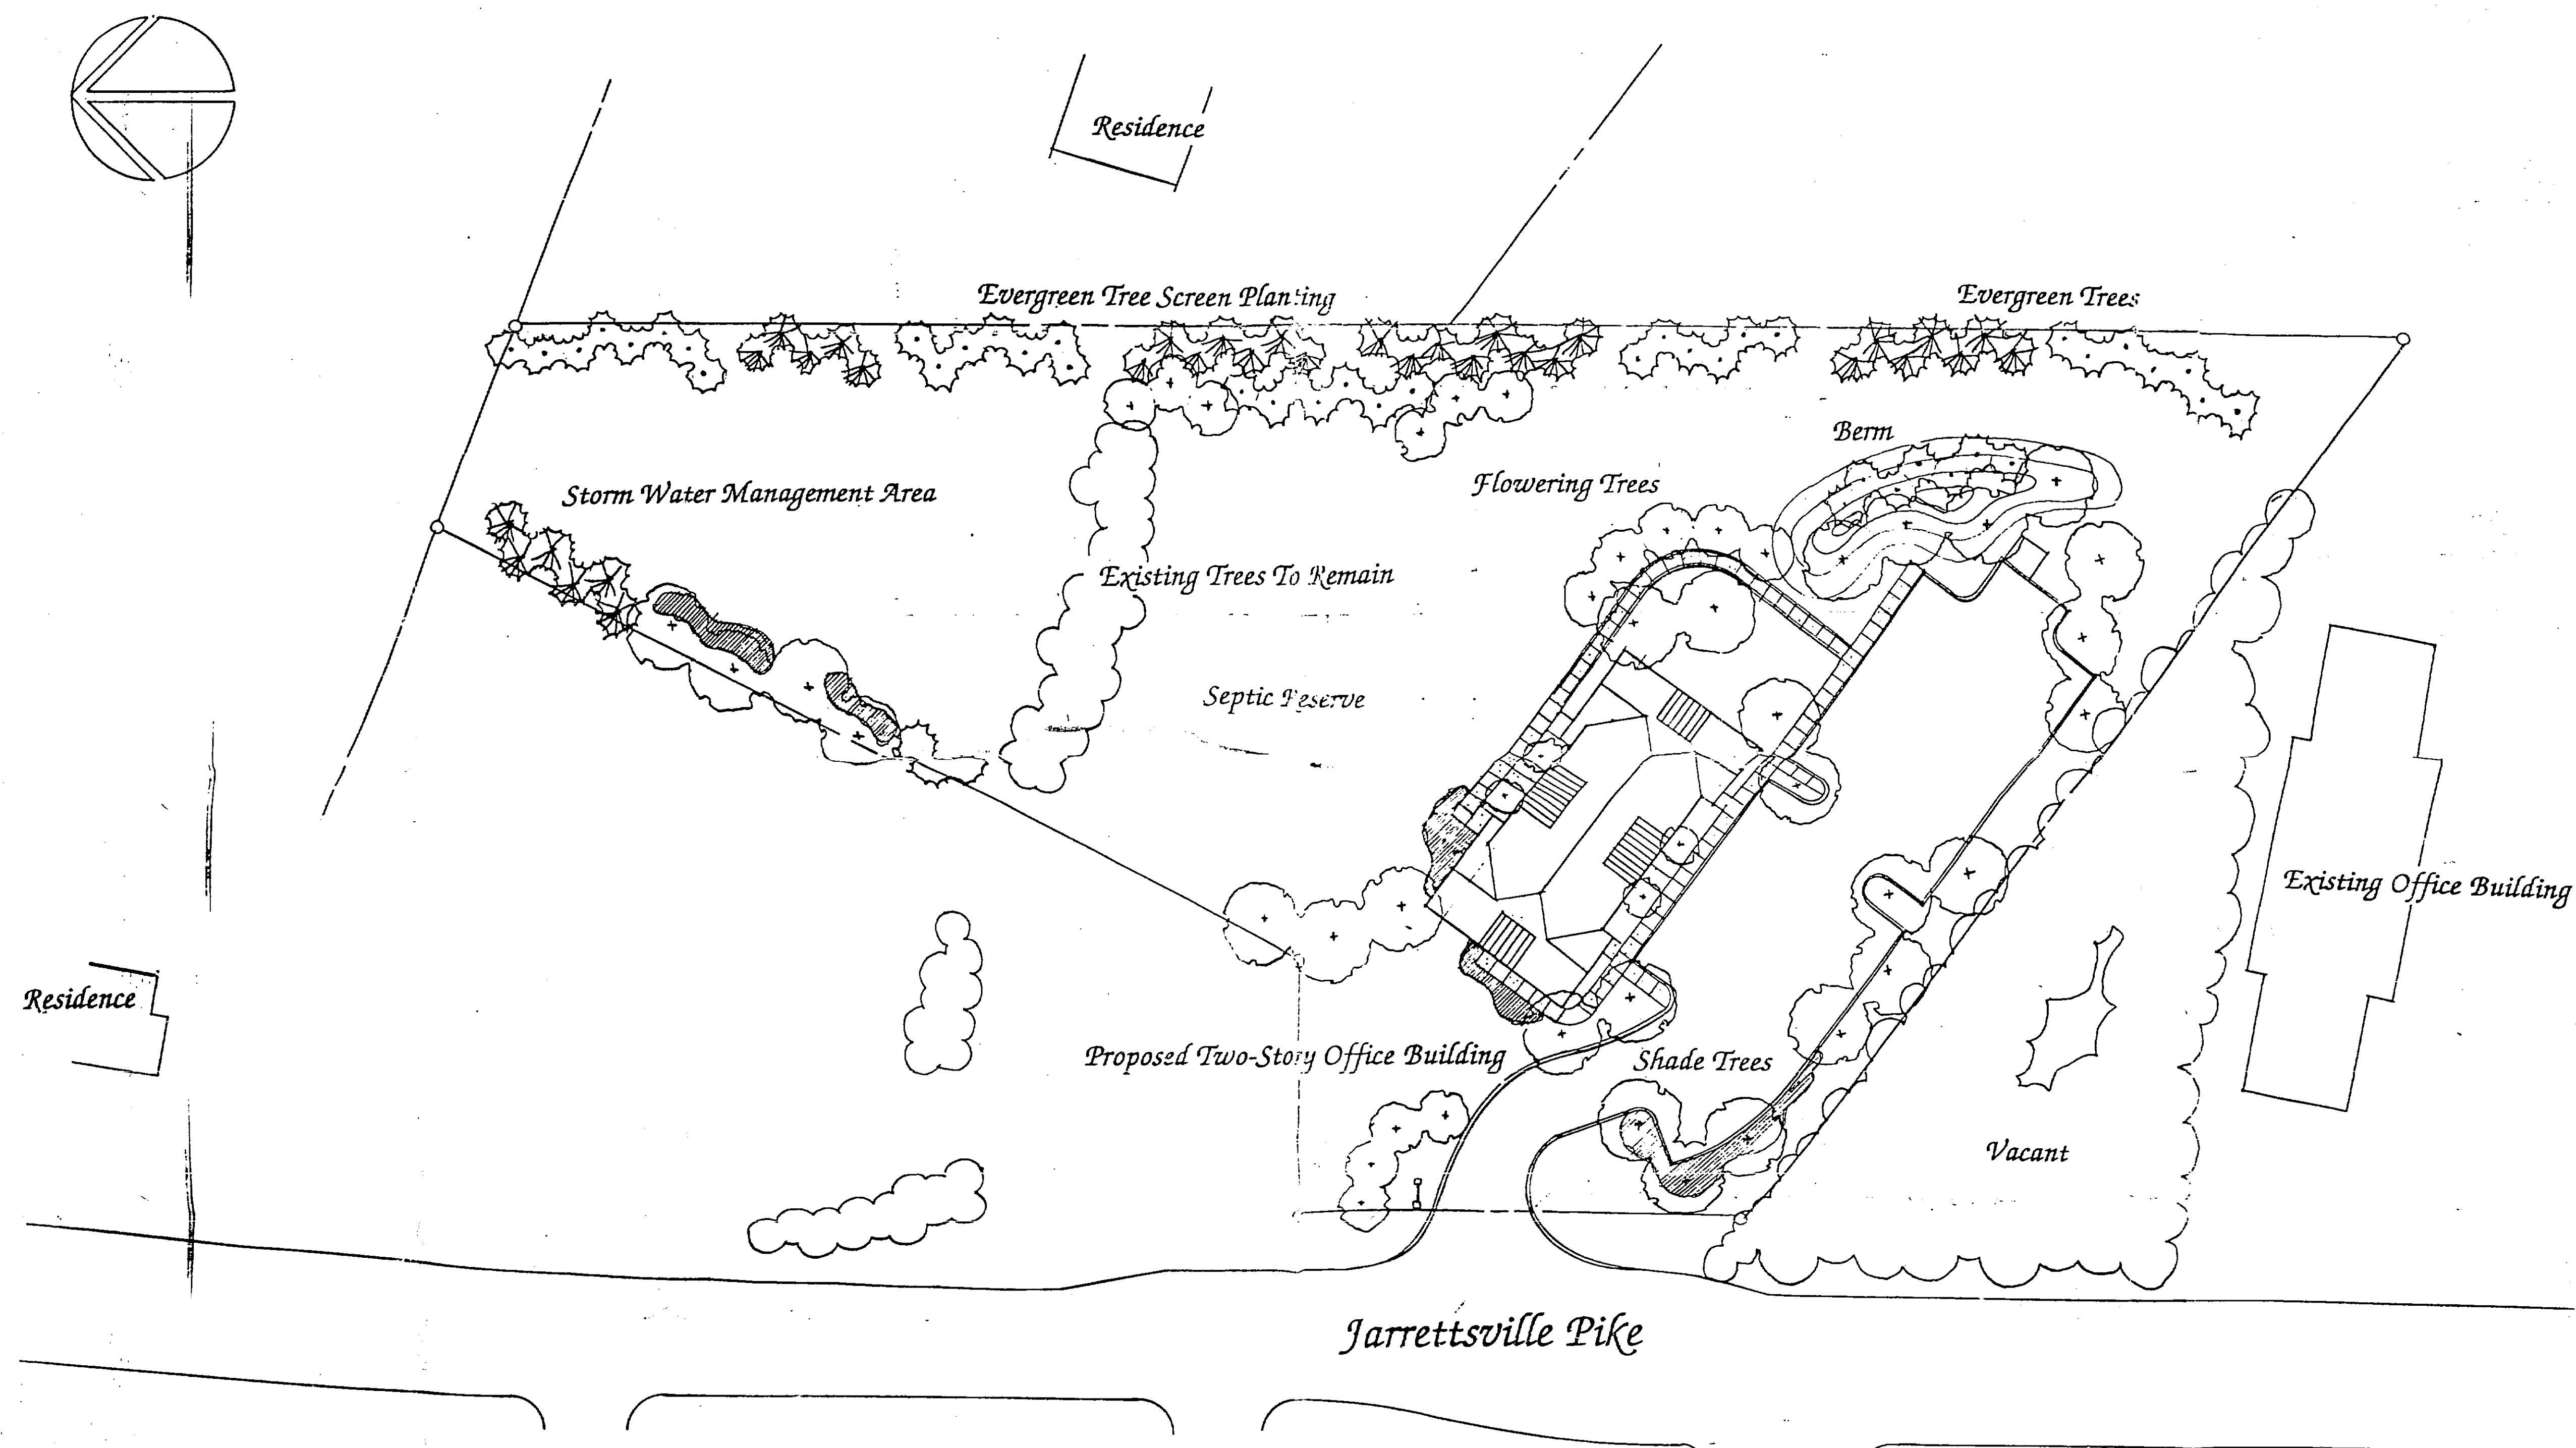 Residence
Evergreen Tree Screen Planting
Evergreen Trees
Berm
Storm Water Management Area
Flowering Trees
Existing Trees To Remain
Septic Reserve
Existing Office Building
Residence
Proposed Two-Story Office Building
Shade Trees
Vacant
Jarrettsville Pike